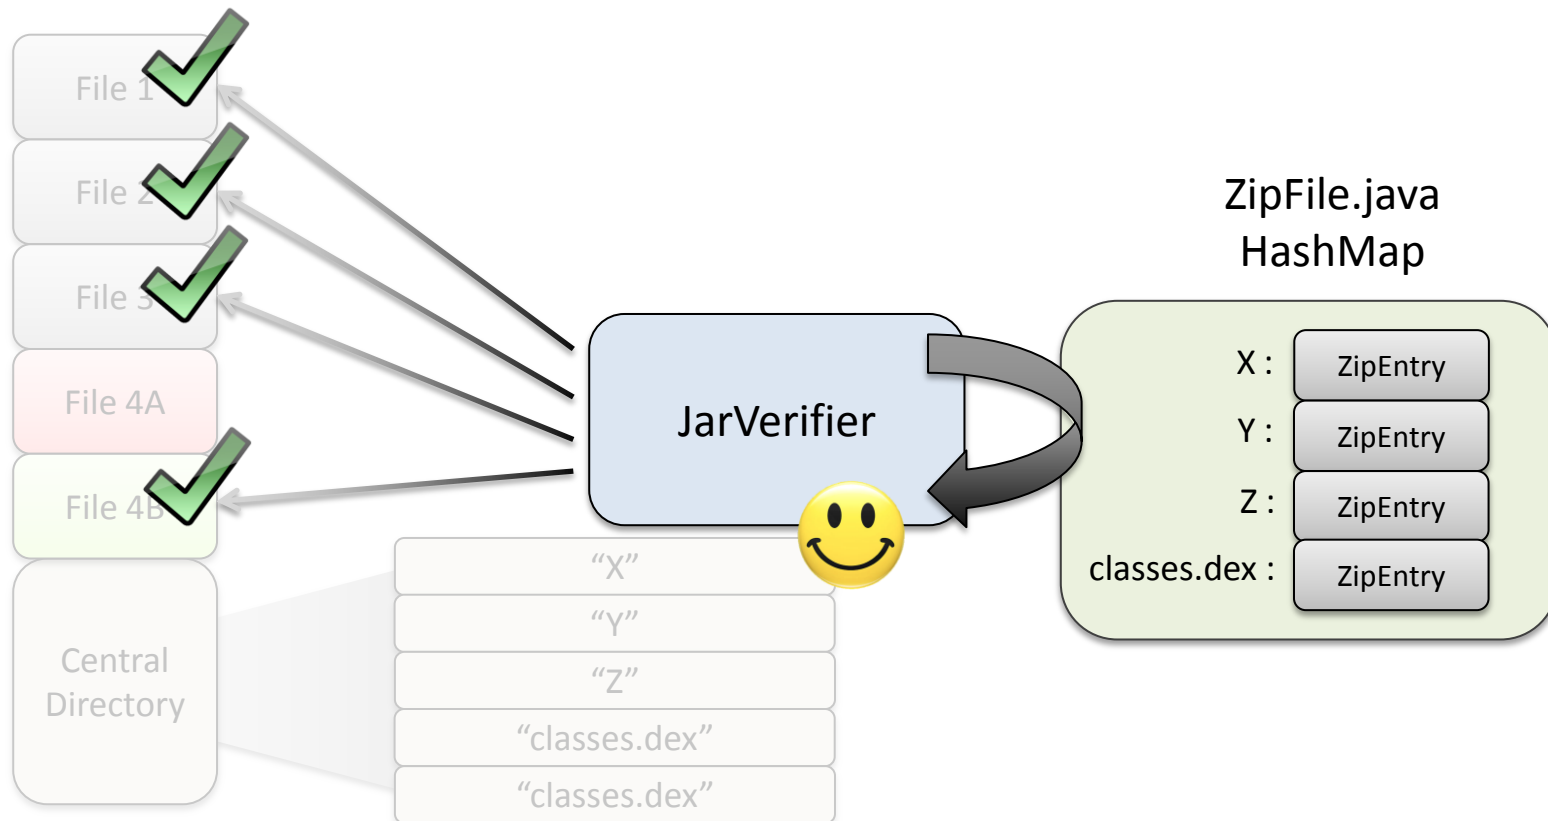 File 1
File 2
File 3
File 4A
File 4B
Central
Directory
“X”
“Y”
“Z”
“classes.dex”
“classes.dex”
JarVerifier
ZipFile.java
HashMap
X : ZipEntry
Y : ZipEntry
Z : ZipEntry
classes.dex : ZipEntry